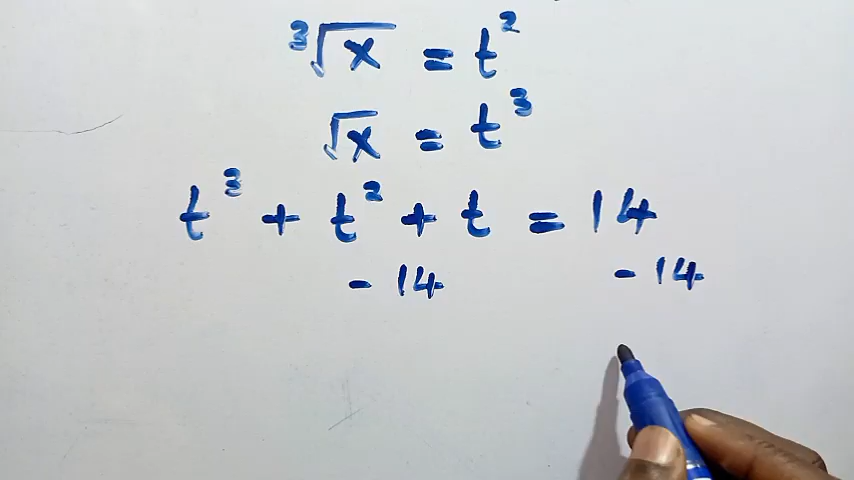 ³√x = t²
√x = t³
t³ + t² + t = 14
- 14 - 14